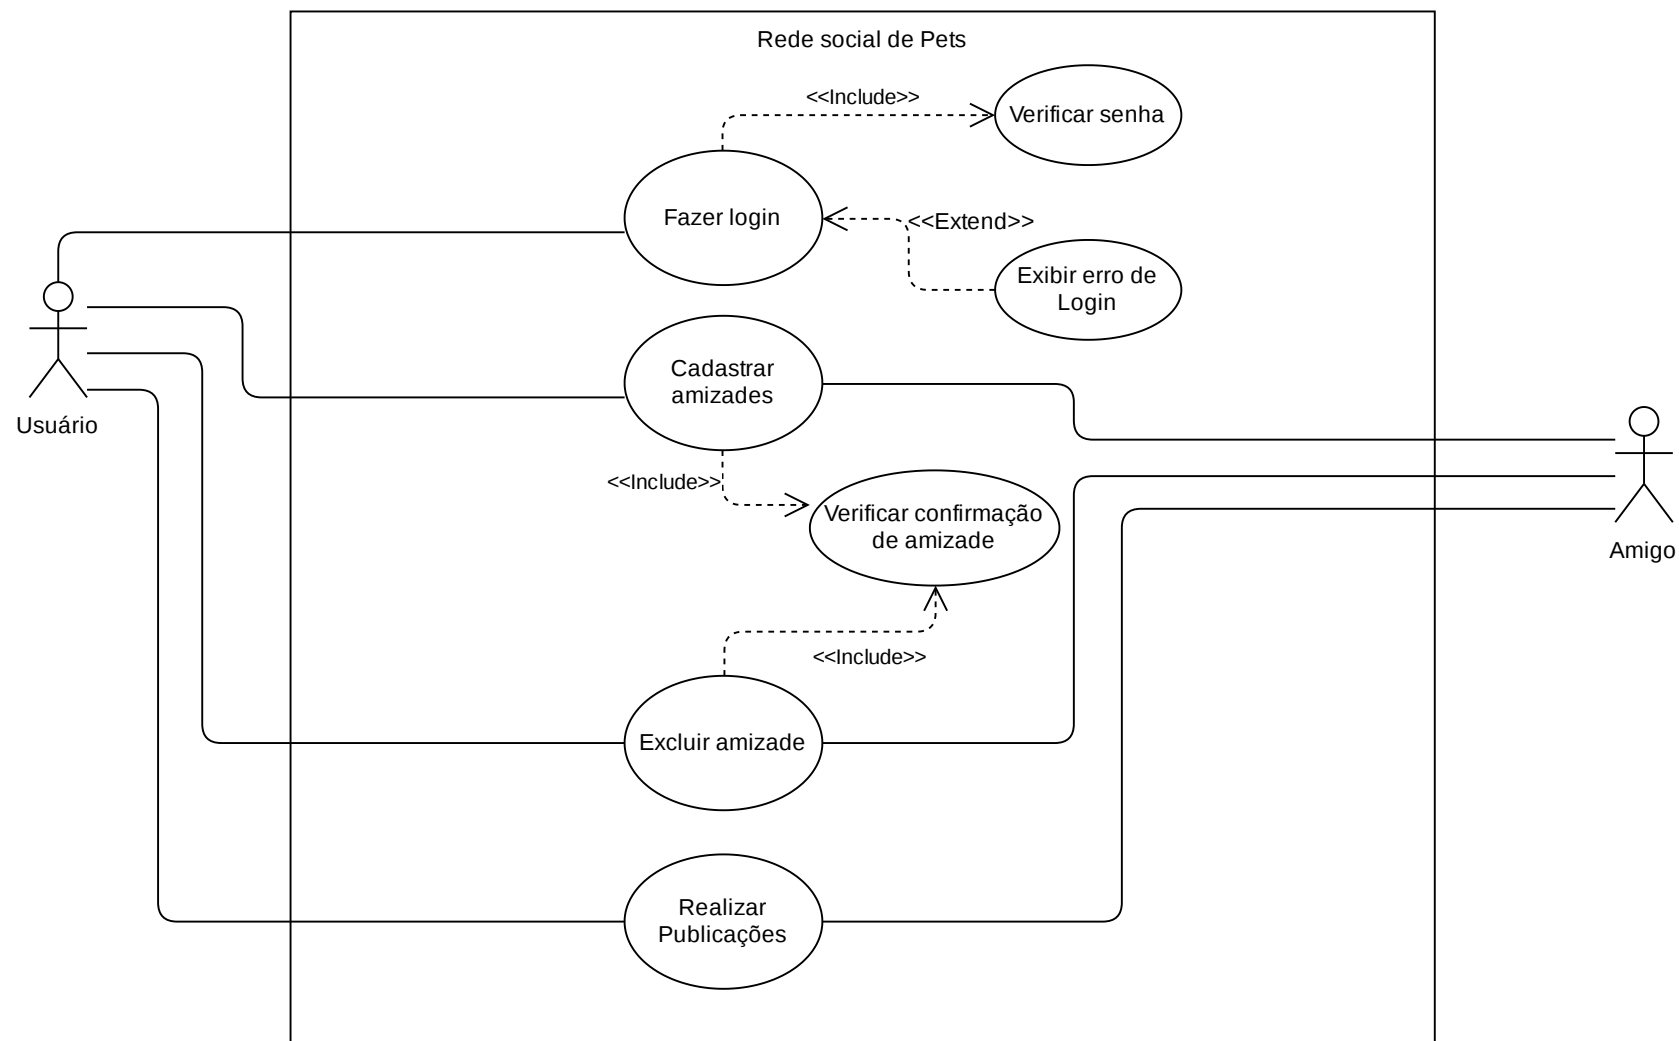 Rede social de Pets
<<Include>>
Verificar senha
Fazer login
<<Extend>>
Exibir erro de
Login
Cadastrar
amizades
Usuário
<<Include>>
Verificar confirmação
de amizade
Amigo
<<Include>>
Excluir amizade
Realizar
Publicações